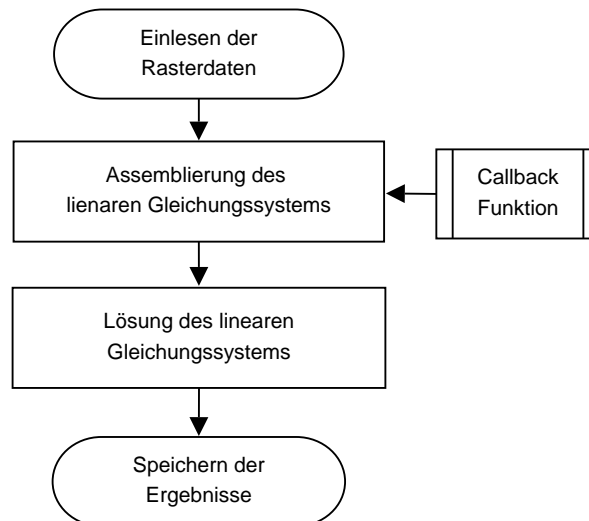 Einlesen der
Rasterdaten
Assemblierung des
lienaren Gleichungssystems
Callback
Funktion
Lösung des linearen
Gleichungssystems
Speichern der
Ergebnisse